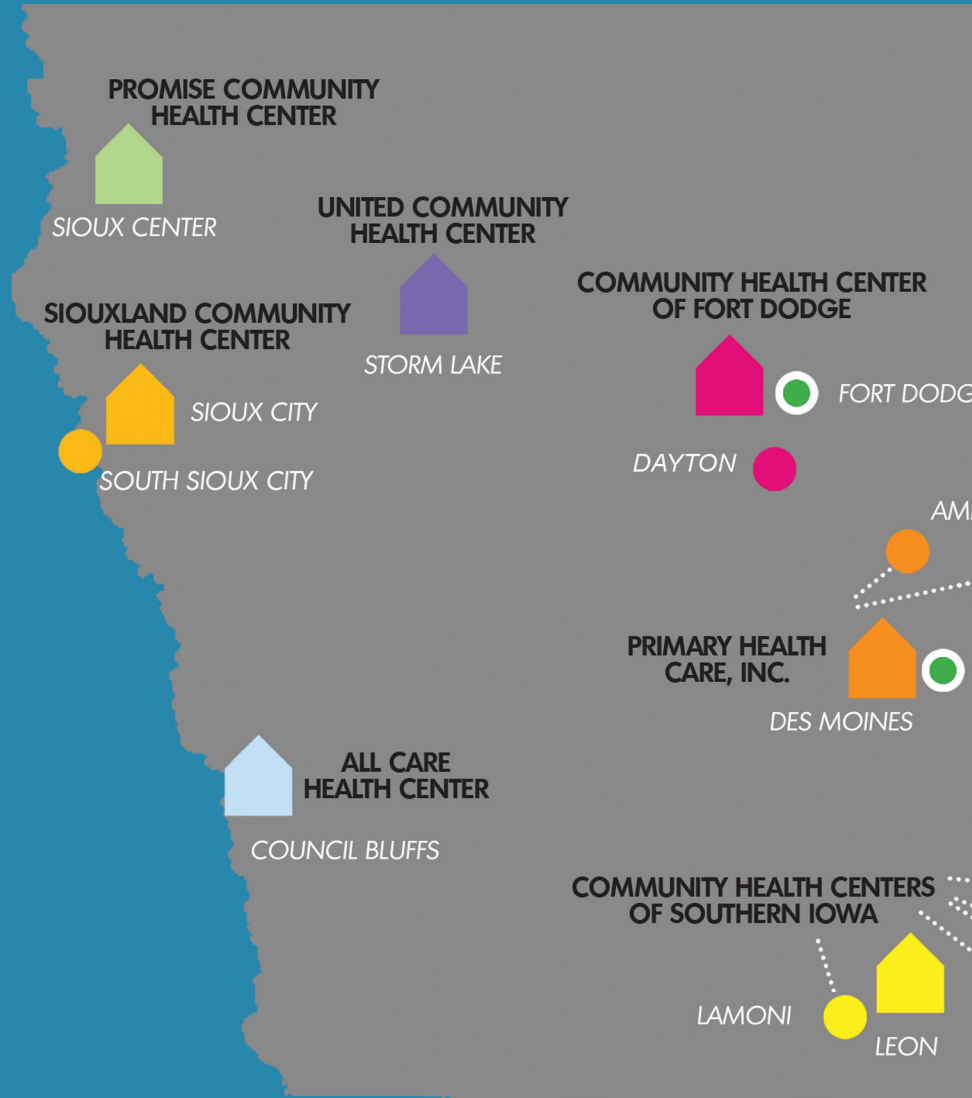 PROMISE COMMUNITY
HEALTH CENTER
SIOUX CENTER
UNITED COMMUNITY
HEALTH CENTER
STORM LAKE
COMMUNITY HEALTH CENTER
OF FORT DODGE
FORT DODG
DAYTON
SIOUXLAND COMMUNITY
HEALTH CENTER
SIOUX CITY
SOUTH SIOUX CITY
PRIMARY HEALTH
CARE, INC.
DES MOINES
ALL CARE
HEALTH CENTER
COUNCIL BLUFFS
COMMUNITY HEALTH CENTERS
OF SOUTHERN IOWA
LAMONI
LEON